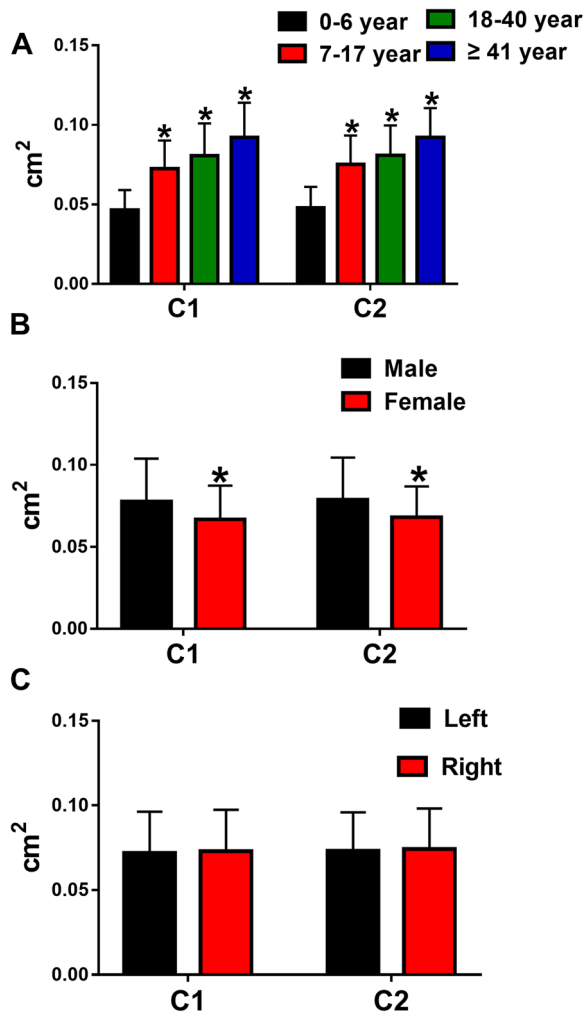 A
0-6 year
18-40 year
7-17 year
≥ 41 year
0.15
0.10
0.05
0.00
cm²
* * *
* * *
C1
C2
B
Male
Female
0.15
0.10
0.05
0.00
cm²
*
*
C1
C2
C
Left
Right
0.15
0.10
0.05
0.00
cm²
C1
C2